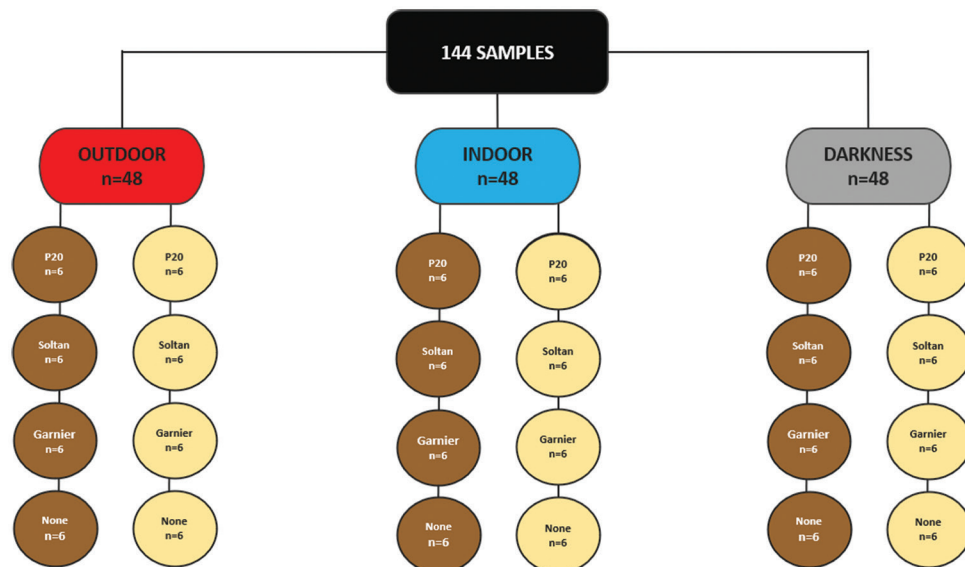 144 SAMPLES
OUTDOOR
n=48
P20
n=6
P20
n=6
Soltan
n=6
Soltan
n=6
Garnier
n=6
Garnier
n=6
None
n=6
None
n=6
INDOOR
n=48
P20
n=6
P20
n=6
Soltan
n=6
Soltan
n=6
Garnier
n=6
Garnier
n=6
None
n=6
None
n=6
DARKNESS
n=48
P20
n=6
P20
n=6
Soltan
n=6
Soltan
n=6
Garnier
n=6
Garnier
n=6
None
n=6
None
n=6